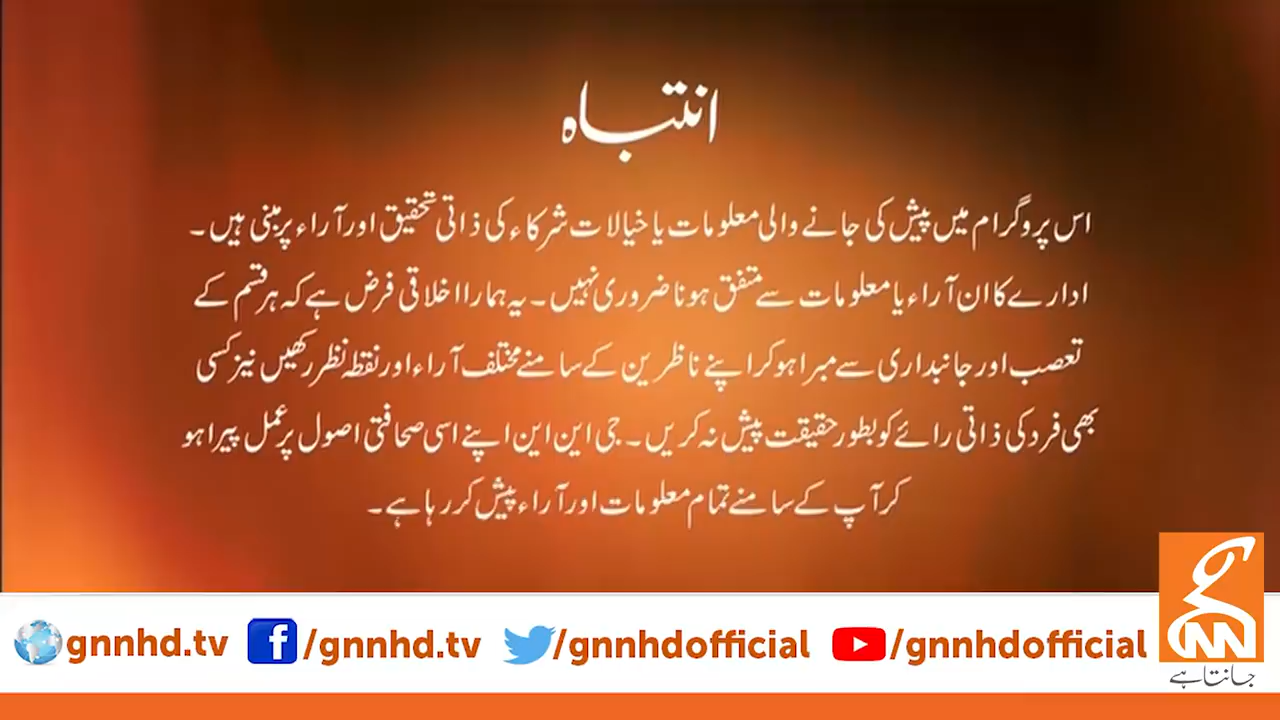 انتباہ
اس پروگرام میں پیش کی جانے والی معلومات یا خیالات شرکاء کی ذاتی تحقیق اور آراء پر مبنی ہیں۔
ادارے کا ان آراء یا معلومات سے متفق ہونا ضروری نہیں۔ یہ ہمارا اخلاقی فرض ہے کہ ہر قسم کے
تعصب اور جانبداری سے مبرا ہو کر اپنے ناظرین کے سامنے مختلف آراء اور نقطہ نظر رکھیں نیز کسی
بھی فرد کی ذاتی رائے کو بطور حقیقت پیش نہ کریں۔ جی این این اپنے اسی صحافتی اصول پر عمل پیرا ہو
کر آپ کے سامنے تمام معلومات اور آراء پیش کر رہا ہے۔
gnnhd.tv /gnnhd.tv /gnnhdofficial /gnnhdofficial
GNN
جانتا ہے